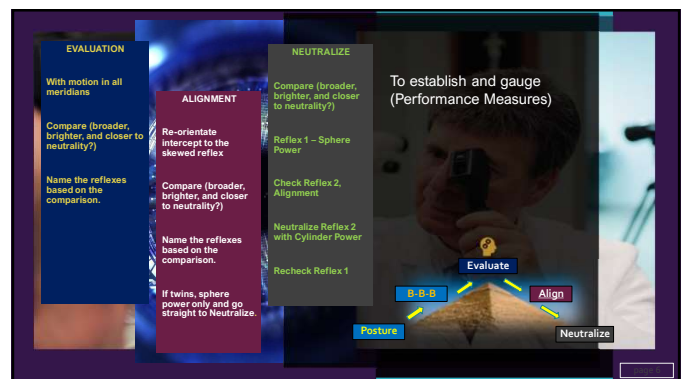 EVALUATION
With motion in all
meridians
Compare (broader,
brighter, and closer to
neutrality?)
Name the reflexes
based on the
comparison.
ALIGNMENT
Re-orientate
intercept to the
skewed reflex
Compare (broader,
brighter, and closer
to neutrality?)
Name the reflexes
based on the
comparison.
If twins, sphere
power only and go
straight to Neutralize.
NEUTRALIZE
Compare (broader,
brighter, and closer
to neutrality?)
Reflex 1 – Sphere
Power
Check Reflex 2,
Alignment
Neutralize Reflex 2
with Cylinder Power
Recheck Reflex 1
To establish and gauge
(Performance Measures)
Evaluate
B-B-B
Align
Posture
Neutralize
page 6